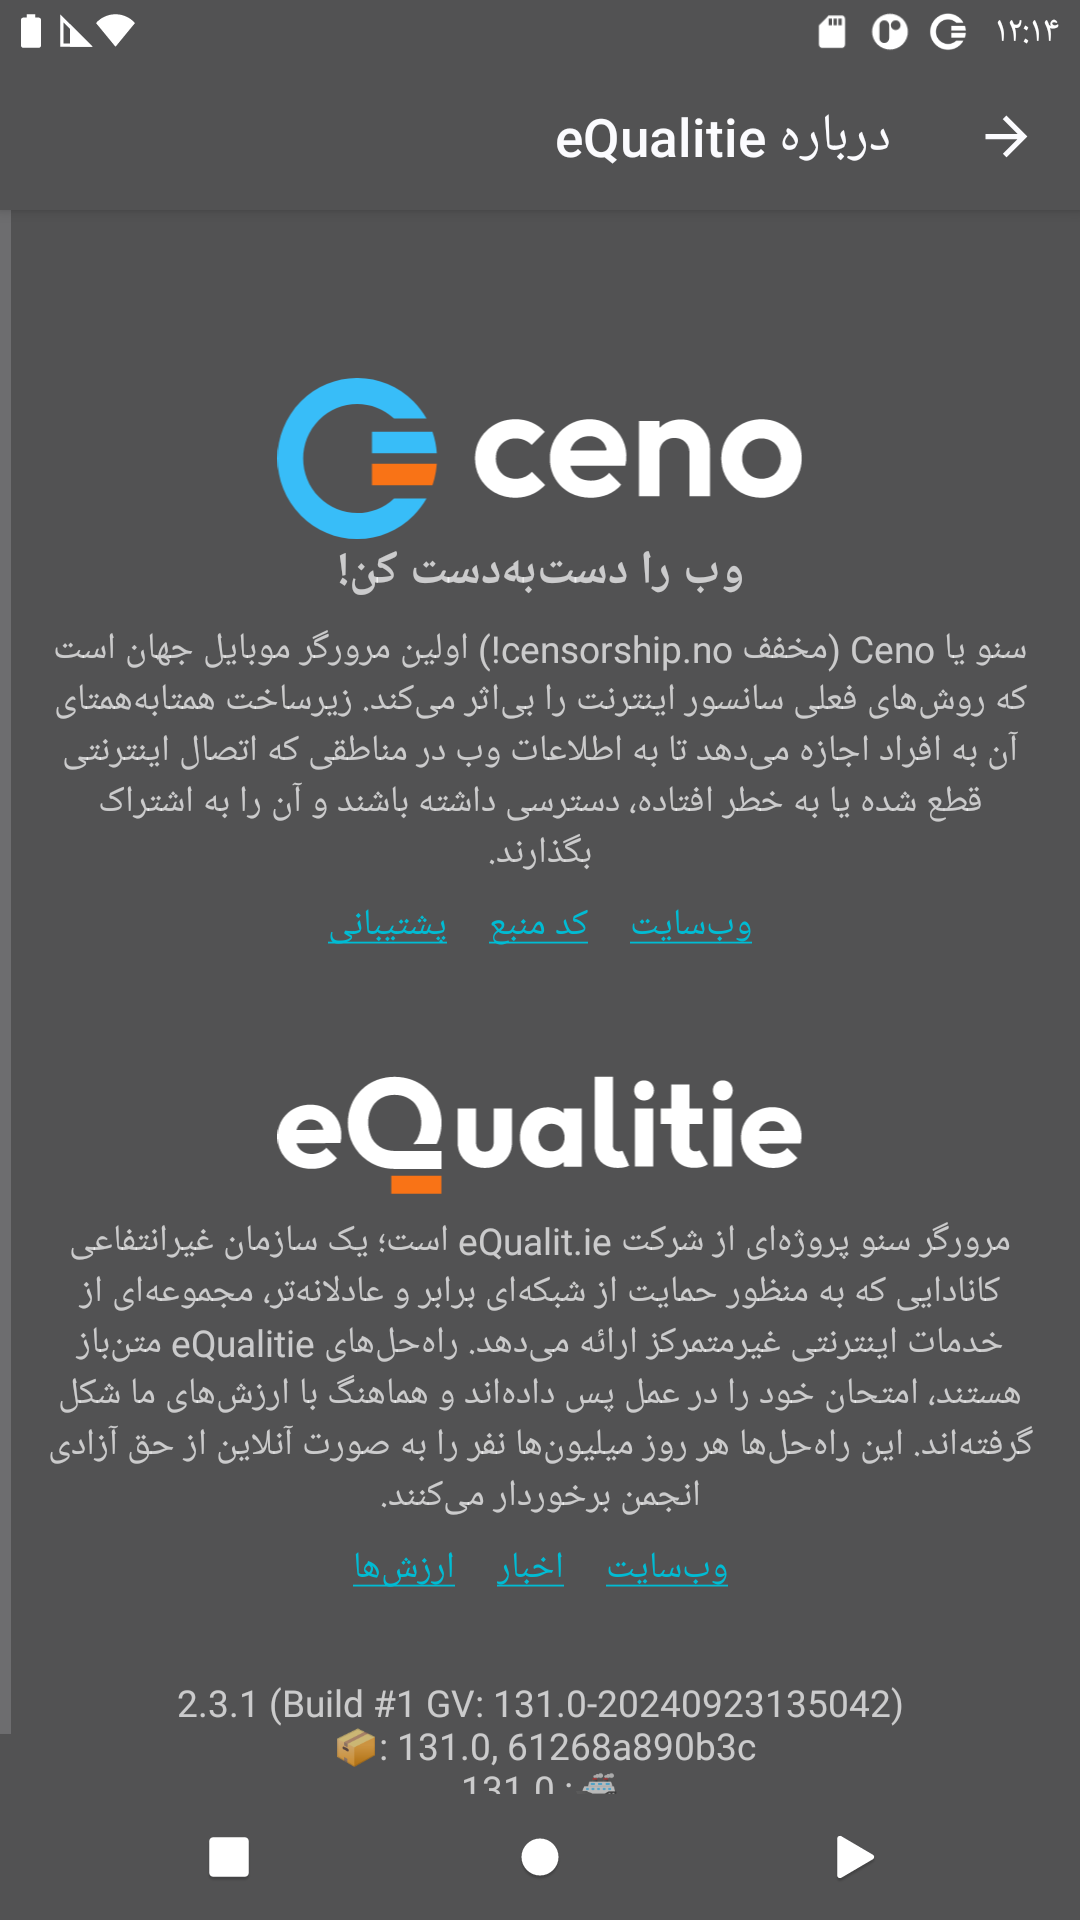 ۱۲:۱۴
درباره eQualitie
ceno
وب را دست‌به‌دست کن!
سنو یا Ceno (مخفف censorship.no!) اولین مرورگر موبایل جهان است
که روش‌های فعلی سانسور اینترنت را بی‌اثر می‌کند. زیرساخت همتابه‌همتای
آن به افراد اجازه می‌دهد تا به اطلاعات وب در مناطقی که اتصال اینترنتی
قطع شده یا به خطر افتاده، دسترسی داشته باشند و آن را به اشتراک
بگذارند.
وب‌سایت کد منبع پشتیبانی
eQualitie
مرورگر سنو پروژه‌ای از شرکت eQualit.ie است؛ یک سازمان غیرانتفاعی
کانادایی که به منظور حمایت از شبکه‌ای برابر و عادلانه‌تر، مجموعه‌ای از
خدمات اینترنتی غیرمتمرکز ارائه می‌دهد. راه‌حل‌های eQualitie متن‌باز
هستند، امتحان خود را در عمل پس داده‌اند و هماهنگ با ارزش‌های ما شکل
گرفته‌اند. این راه‌حل‌ها هر روز میلیون‌ها نفر را به صورت آنلاین از حق آزادی
انجمن برخوردار می‌کنند.
وب‌سایت اخبار ارزش‌ها
2.3.1 (Build #1 GV: 131.0-20240923135042)
📦: 131.0, 61268a890b3c
🚢: 131.0